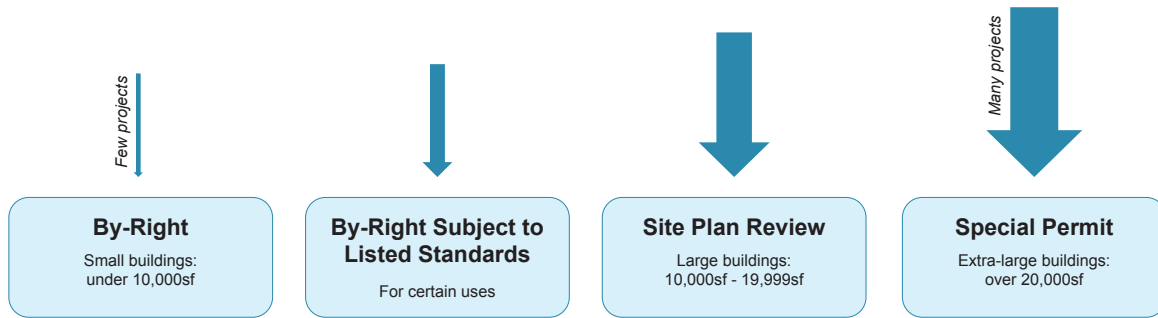 Few projects
Many projects
By-Right
Small buildings:
under 10,000sf
By-Right Subject to
Listed Standards
For certain uses
Site Plan Review
Large buildings:
10,000sf - 19,999sf
Special Permit
Extra-large buildings:
over 20,000sf